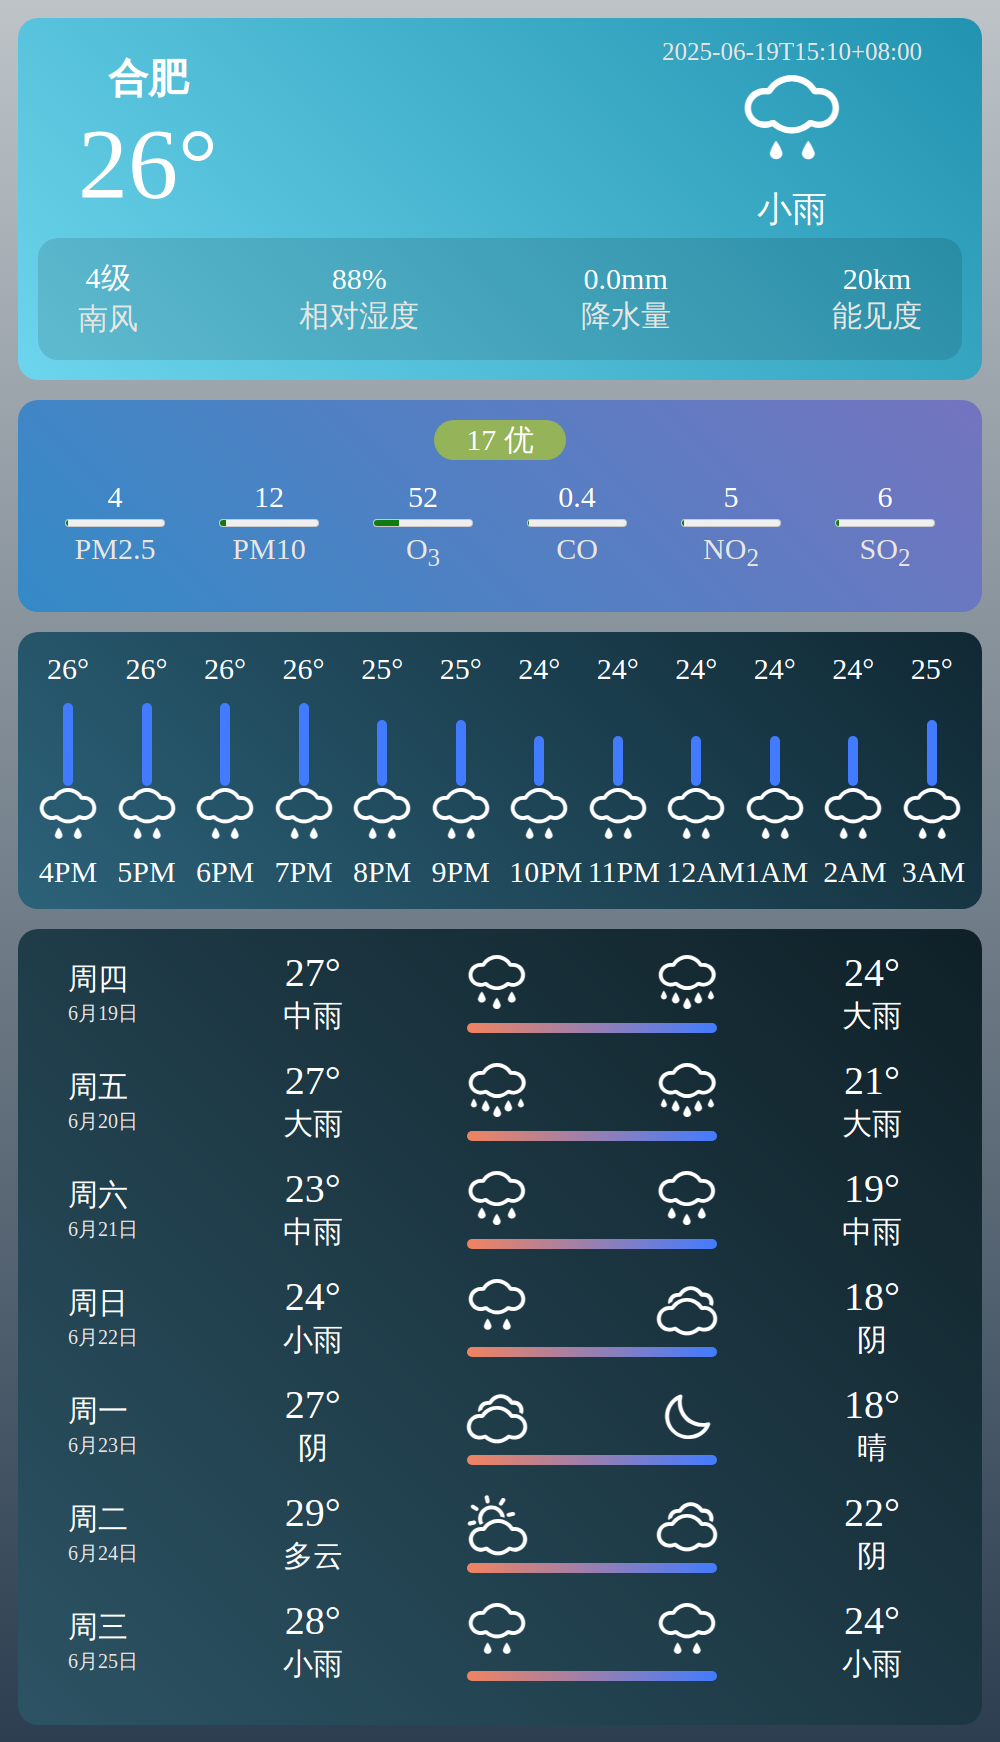 合肥
2025-06-19T15:10+08:00
26°
小雨
4级 88% 0.0mm 20km
南风 相对湿度 降水量 能见度
17 优
4 12 52 0.4 5 6
PM2.5 PM10 O3 CO NO2 SO2
26° 26° 26° 26° 25° 25° 24° 24° 24° 24° 24° 25°
4PM 5PM 6PM 7PM 8PM 9PM 10PM 11PM 12AM 1AM 2AM 3AM
周四 27° 24°
6月19日 中雨 大雨
周五 27° 21°
6月20日 大雨 大雨
周六 23° 19°
6月21日 中雨 中雨
周日 24° 18°
6月22日 小雨 阴
周一 27° 18°
6月23日 阴 晴
周二 29° 22°
6月24日 多云 阴
周三 28° 24°
6月25日 小雨 小雨